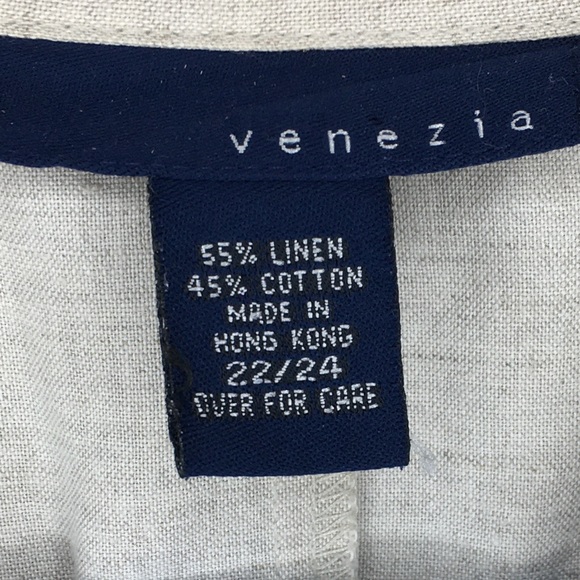 venezia
55% LINEN
45% COTTON
MADE IN
HONG KONG
22/24
OVER FOR CARE